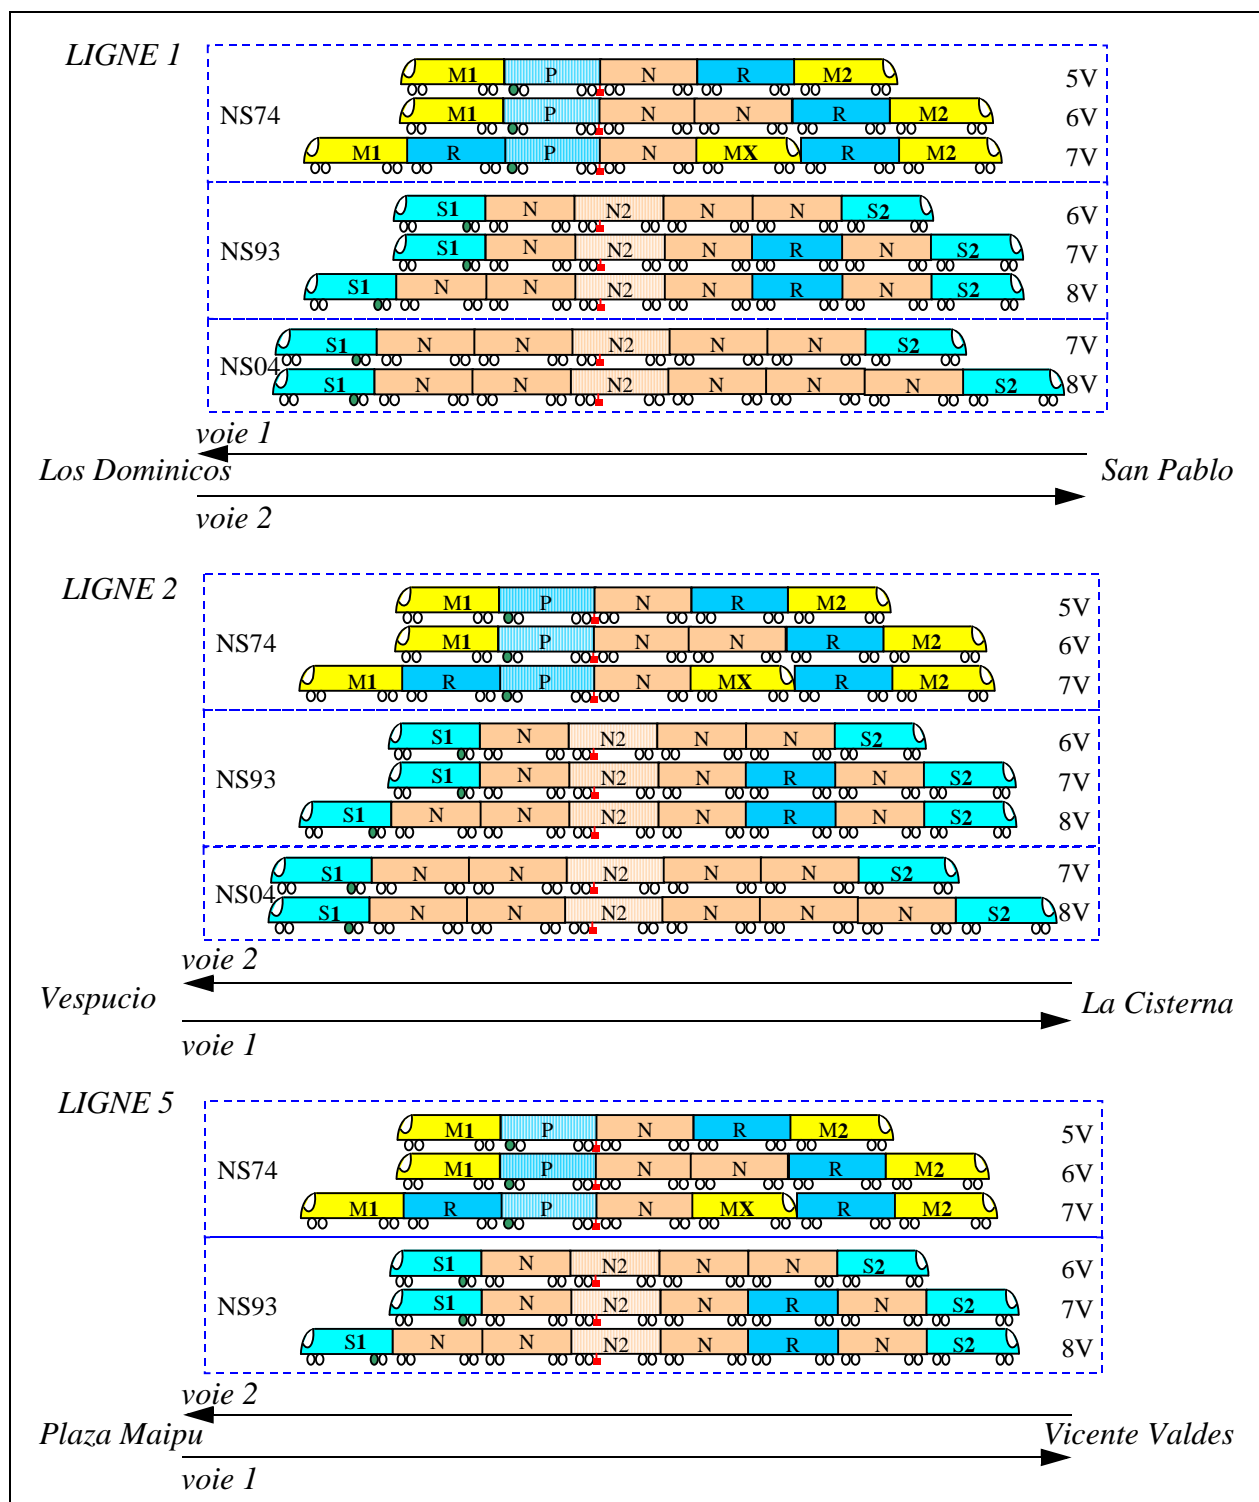 LIGNE 1
NS74
M1 P N R M2 5V
M1 P N N R M2 6V
M1 R P N MX R M2 7V
NS93
S1 N N2 N N S2 6V
S1 N N2 N R N S2 7V
S1 N N N2 N R N S2 8V
NS04
S1 N N N2 N N S2 7V
S1 N N N2 N N N S2 8V
voie 1
Los Dominicos San Pablo
voie 2
LIGNE 2
NS74
M1 P N R M2 5V
M1 P N N R M2 6V
M1 R P N MX R M2 7V
NS93
S1 N N2 N N S2 6V
S1 N N2 N R N S2 7V
S1 N N N2 N R N S2 8V
NS04
S1 N N N2 N N S2 7V
S1 N N N2 N N N S2 8V
voie 2
Vespucio La Cisterna
voie 1
LIGNE 5
NS74
M1 P N R M2 5V
M1 P N N R M2 6V
M1 R P N MX R M2 7V
NS93
S1 N N2 N N S2 6V
S1 N N2 N R N S2 7V
S1 N N N2 N R N S2 8V
voie 2
Plaza Maipu Vicente Valdes
voie 1